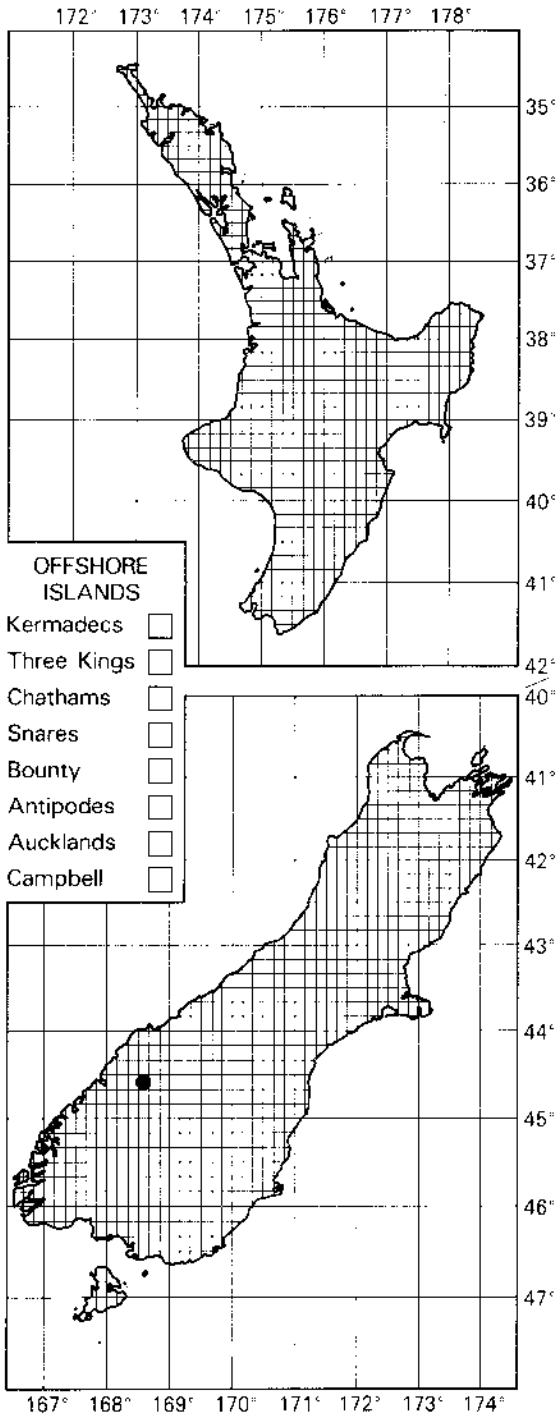 172° 173° 174° 175° 176° 177° 178°
35°
36°
37°
38°
39°
40°
41°
42°
OFFSHORE
ISLANDS
Kermadecs
Three Kings
Chathams
Snares
Bounty
Antipodes
Aucklands
Campbell
40°
41°
42°
43°
44°
45°
46°
47°
167° 168° 169° 170° 171° 172° 173° 174°